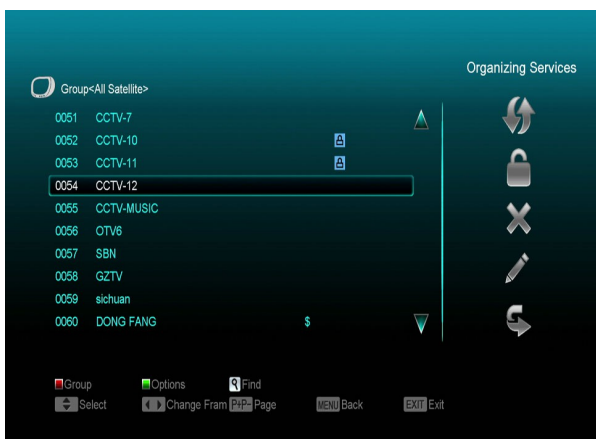 Organizing Services
Group<All Satellite>
0051 CCTV-7
0052 CCTV-10
0053 CCTV-11
0054 CCTV-12
0055 CCTV-MUSIC
0056 OTV6
0057 SBN
0058 GZTV
0059 sichuan
0060 DONG FANG $
Group Options Find
Select Change Fram P+P- Page MENU Back EXIT Exit